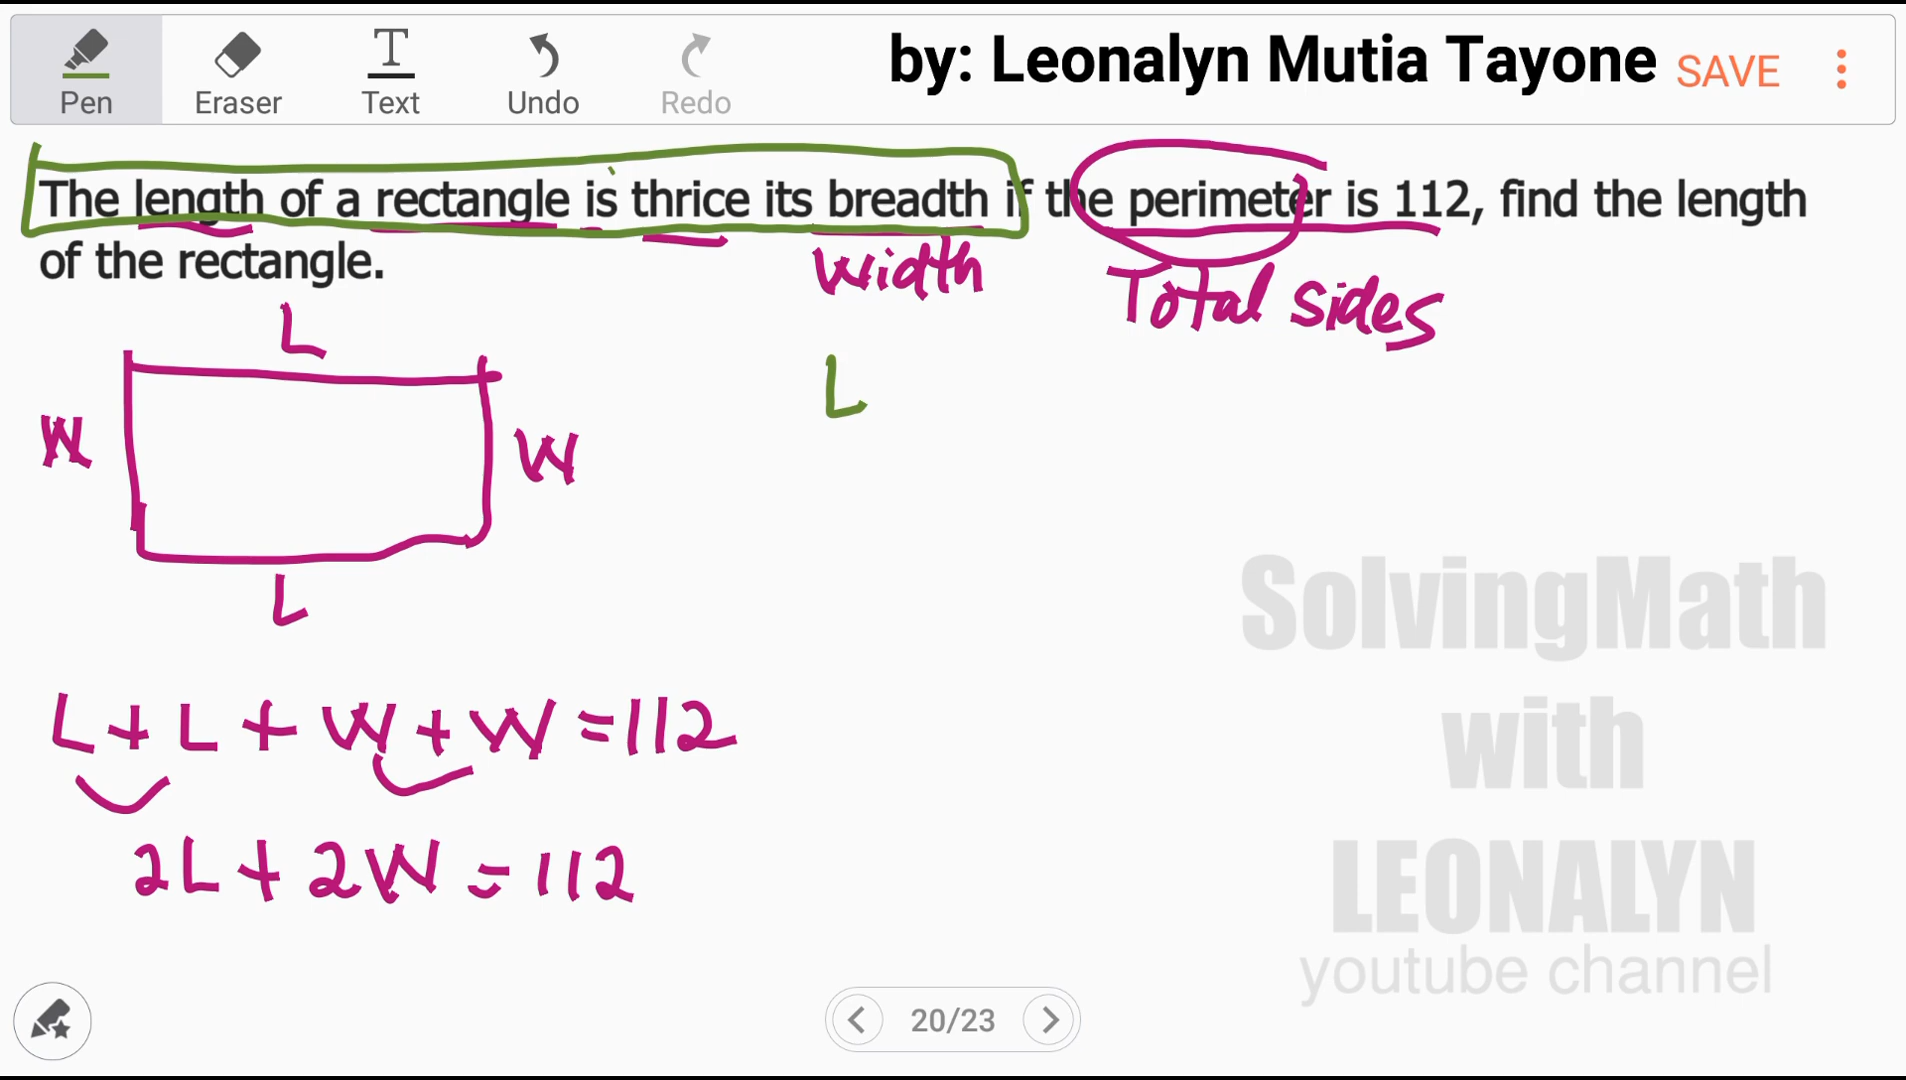 Pen
Eraser
Text
Undo
Redo
by: Leonalyn Mutia Tayone
SAVE
The length of a rectangle is thrice its breadth if the perimeter is 112, find the length
of the rectangle.
width
Total sides
L
L
W
W
L
L + L + W + W = 112
2L + 2W = 112
SolvingMath
with
LEONALYN
youtube channel
20/23